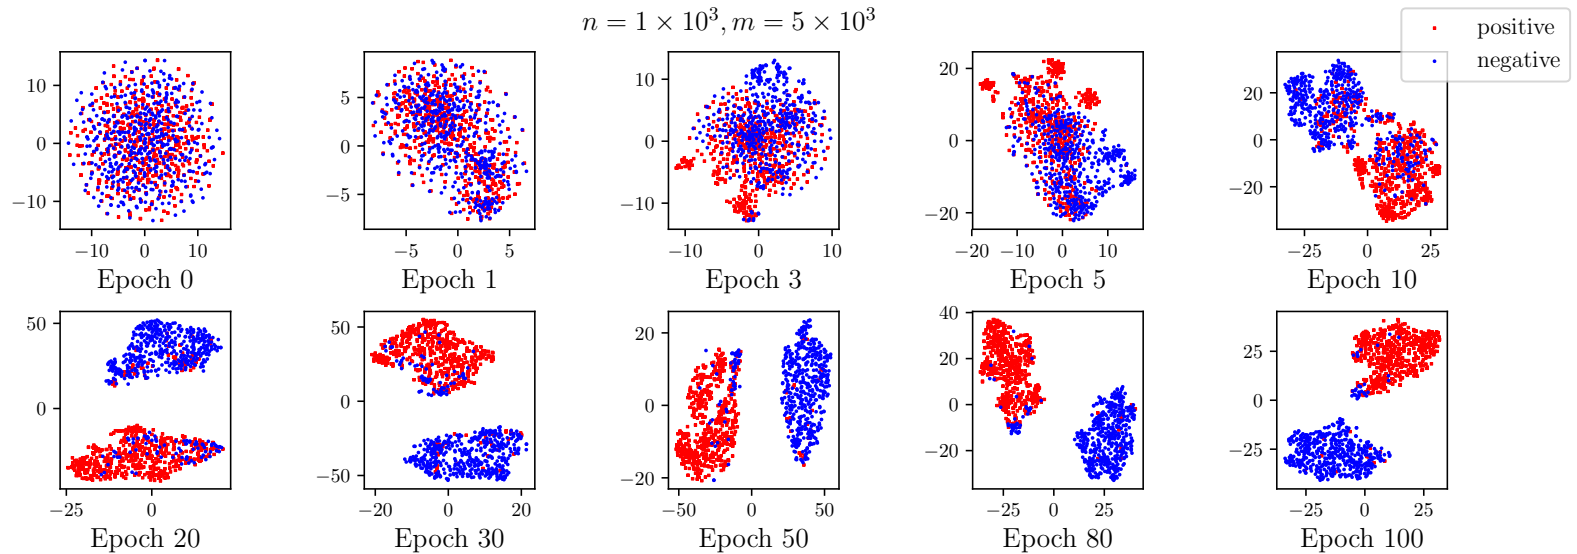 n = 1 × 10³, m = 5 × 10³
positive
negative
10
0
−10
−10 0 10
Epoch 0
5
0
−5
−5 0 5
Epoch 1
10
0
−10
−10 0 10
Epoch 3
20
0
−20
−20 −10 0 10
Epoch 5
20
0
−20
−25 0 25
Epoch 10
50
0
−25 0
Epoch 20
50
0
−50
−20 0 20
Epoch 30
20
0
−20
−50 0 50
Epoch 50
40
20
0
−20
−25 0 25
Epoch 80
25
0
−25
−25 0 25
Epoch 100